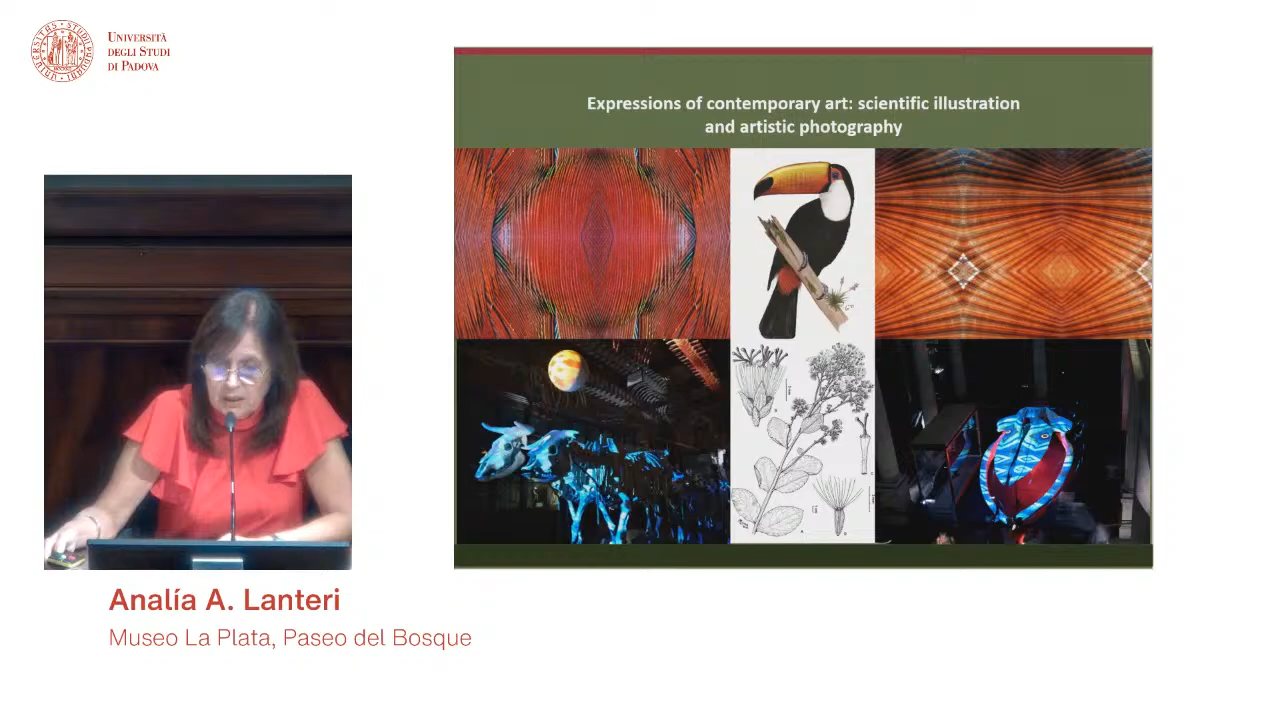 UNIVERSITÀ
DEGLI STUDI
DI PADOVA
Expressions of contemporary art: scientific illustration
and artistic photography
Analía A. Lanteri
Museo La Plata, Paseo del Bosque